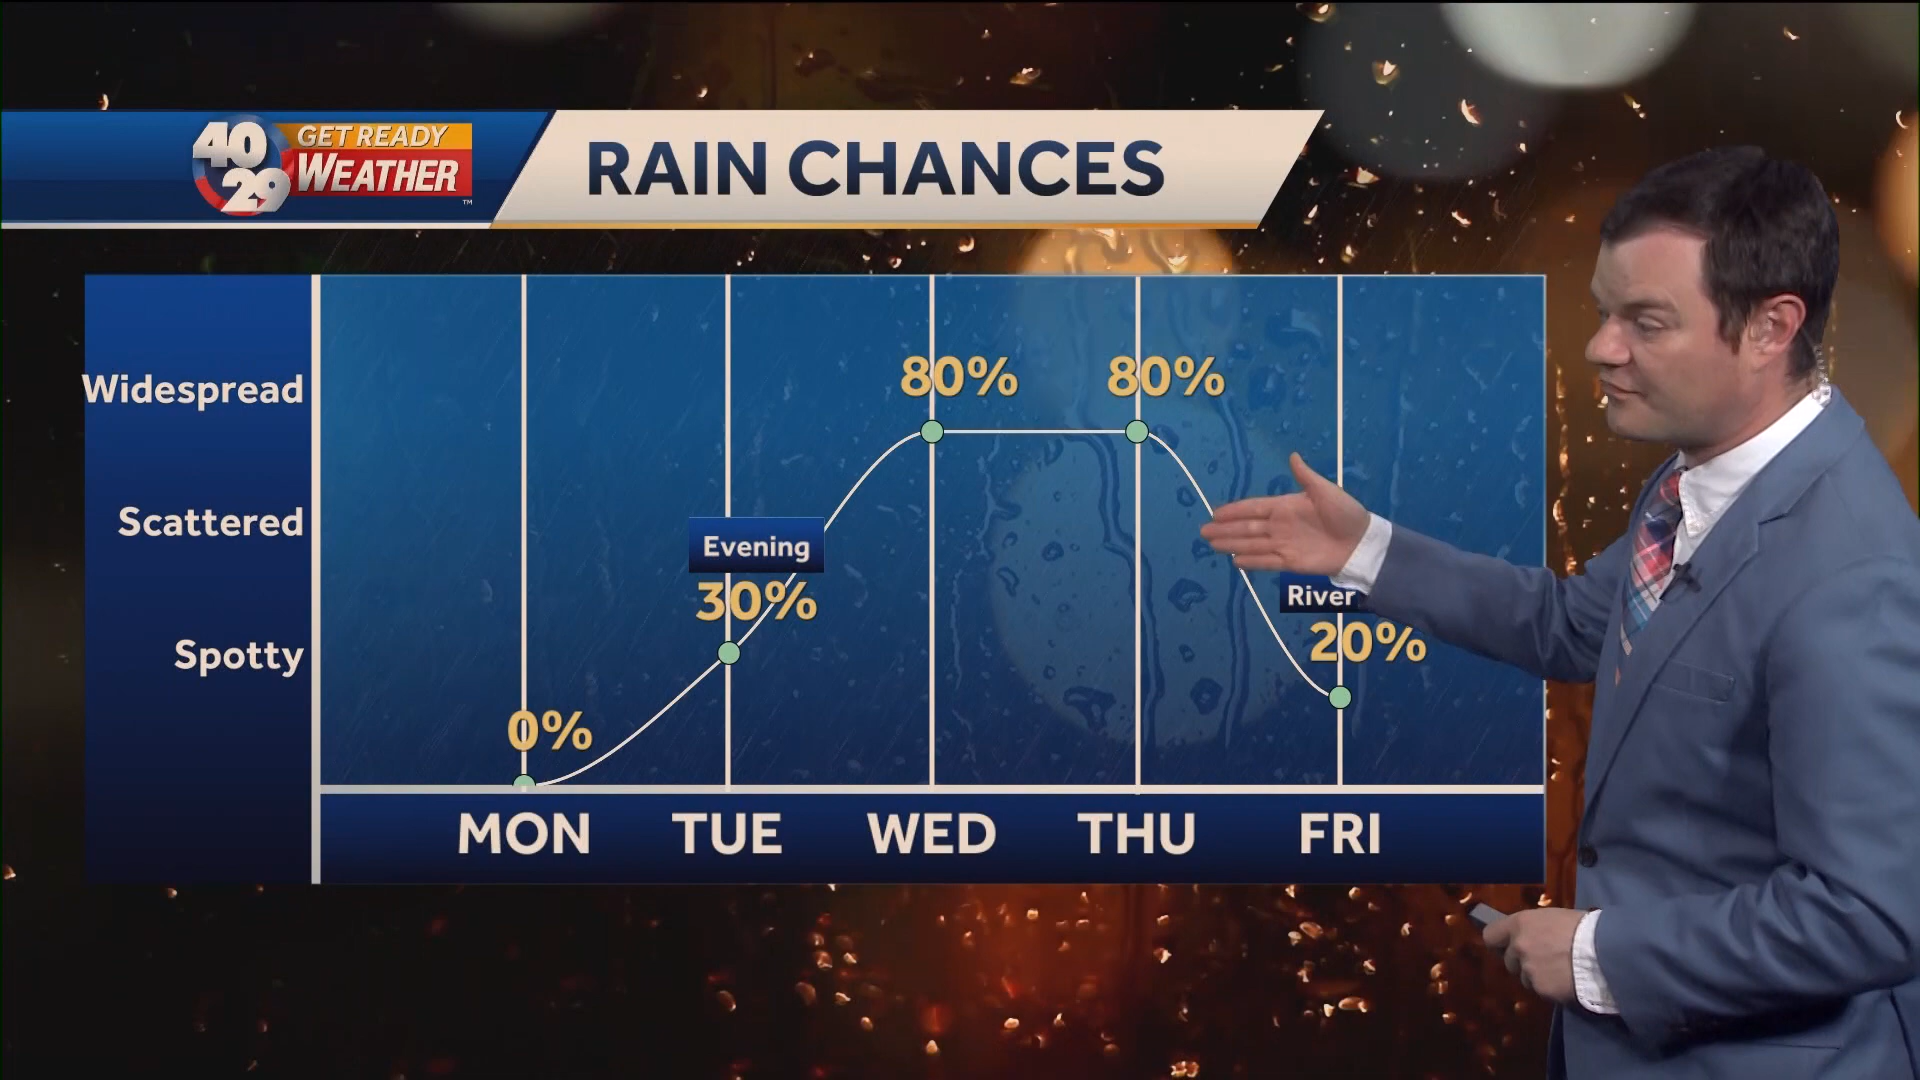 40
29
GET READY
WEATHER™
RAIN CHANCES
Widespread
Scattered
Spotty
0%
Evening
30%
80%
80%
River
20%
MON
TUE
WED
THU
FRI